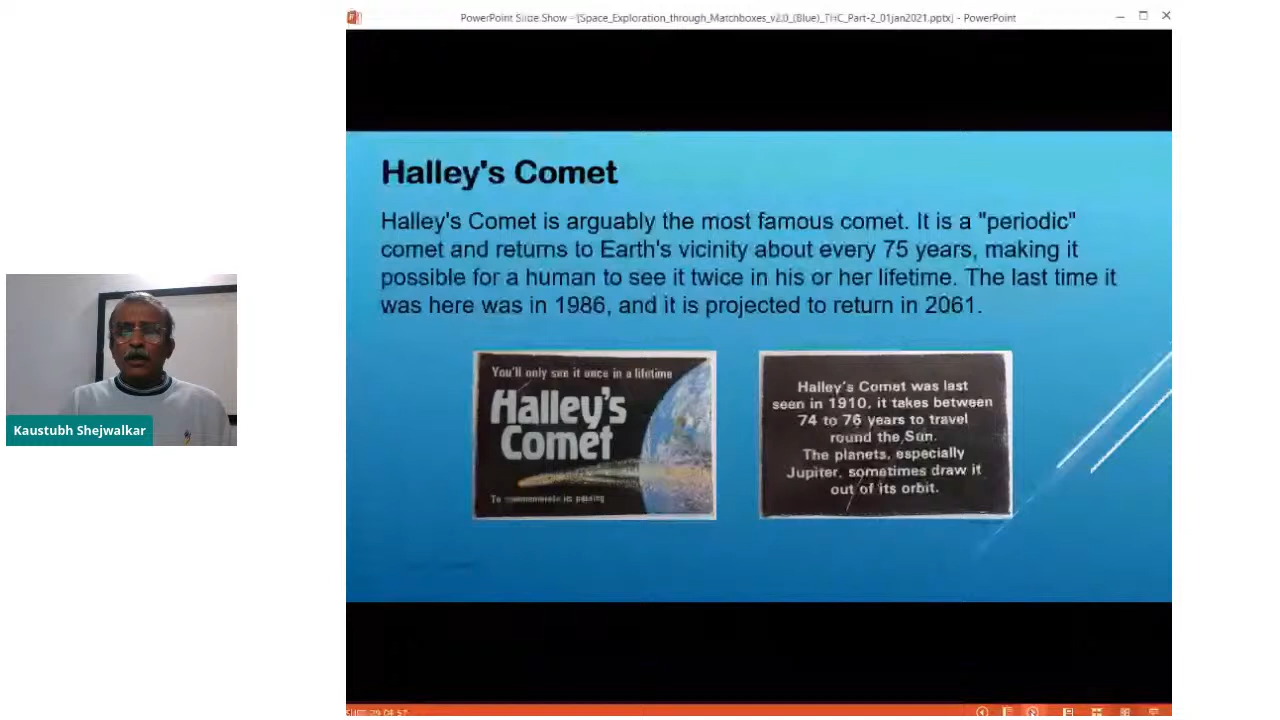 PowerPoint Slide Show - [Space_Exploration_through_Matchboxes_v2.0_(Blue)_THC_Part-2_01jan2021.pptx] - PowerPoint
Halley's Comet
Halley's Comet is arguably the most famous comet. It is a "periodic"
comet and returns to Earth's vicinity about every 75 years, making it
possible for a human to see it twice in his or her lifetime. The last time it
was here was in 1986, and it is projected to return in 2061.
You'll only see it once in a lifetime
Halley's
Comet
To commemorate its passing
Halley's Comet was last
seen in 1910, it takes between
74 to 76 years to travel
round the Sun.
The planets, especially
Jupiter, sometimes draw it
out of its orbit.
Kaustubh Shejwalkar